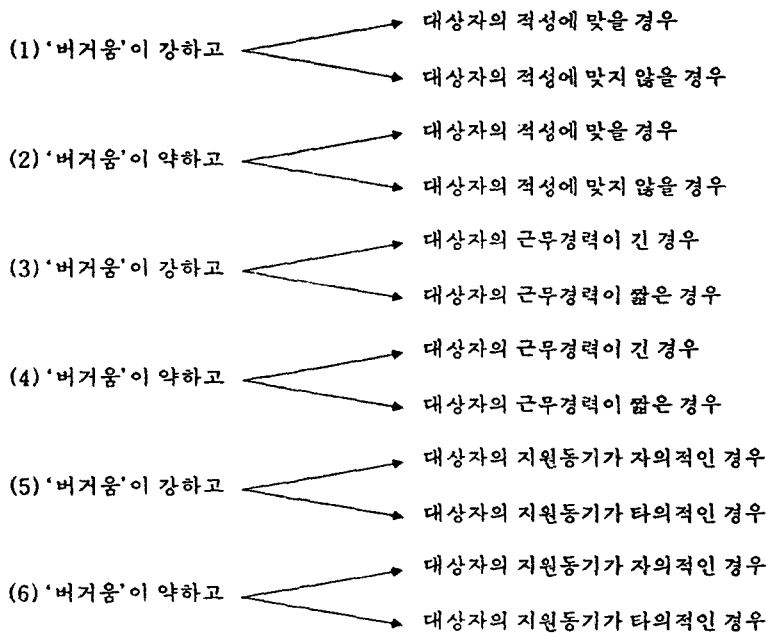 대상자의 적성에 맞을 경우
(1) ‘버거움’이 강하고
대상자의 적성에 맞지 않을 경우
대상자의 적성에 맞을 경우
(2) ‘버거움’이 약하고
대상자의 적성에 맞지 않을 경우
대상자의 근무경력이 긴 경우
(3) ‘버거움’이 강하고
대상자의 근무경력이 짧은 경우
대상자의 근무경력이 긴 경우
(4) ‘버거움’이 약하고
대상자의 근무경력이 짧은 경우
대상자의 지원동기가 자의적인 경우
(5) ‘버거움’이 강하고
대상자의 지원동기가 타의적인 경우
대상자의 지원동기가 자의적인 경우
(6) ‘버거움’이 약하고
대상자의 지원동기가 타의적인 경우